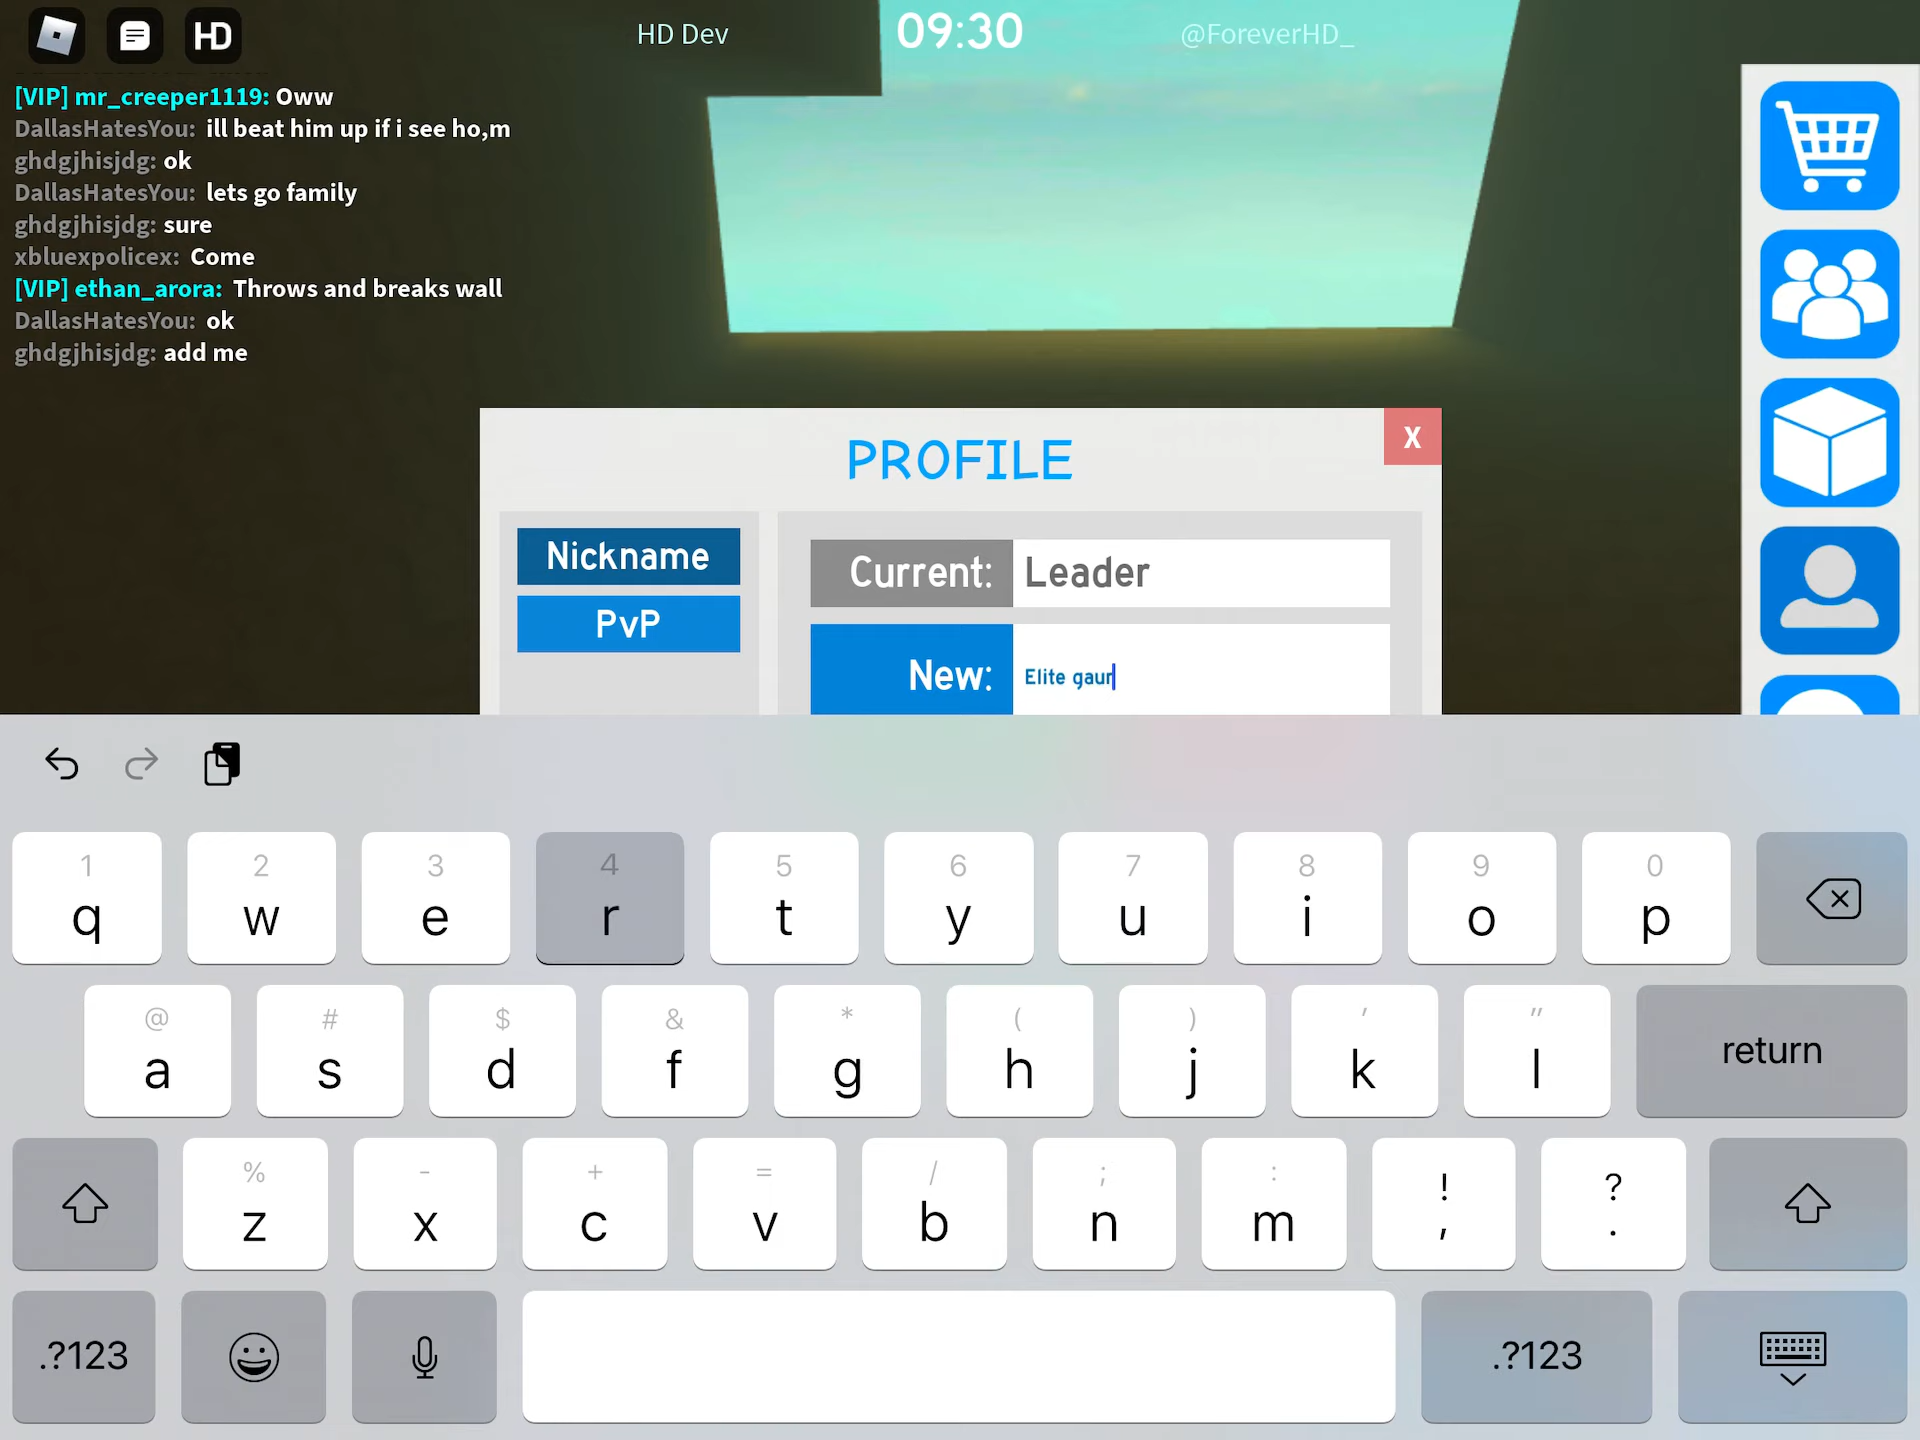 HD
HD Dev
09:30
@ForeverHD_
[VIP] mr_creeper1119: Oww
DallasHatesYou: ill beat him up if i see ho,m
ghdgjhisjdg: ok
DallasHatesYou: lets go family
ghdgjhisjdg: sure
xbluexpolicex: Come
[VIP] ethan_arora: Throws and breaks wall
DallasHatesYou: ok
ghdgjhisjdg: add me
PROFILE
X
Nickname
PvP
Current: Leader
New: Elite gaur
1 2 3 4 5 6 7 8 9 0
q w e r t y u i o p
@ # $ & * ( ) ' "
a s d f g h j k l return
% - + = / ; : ! ?
z x c v b n m , .
.?123 .?123